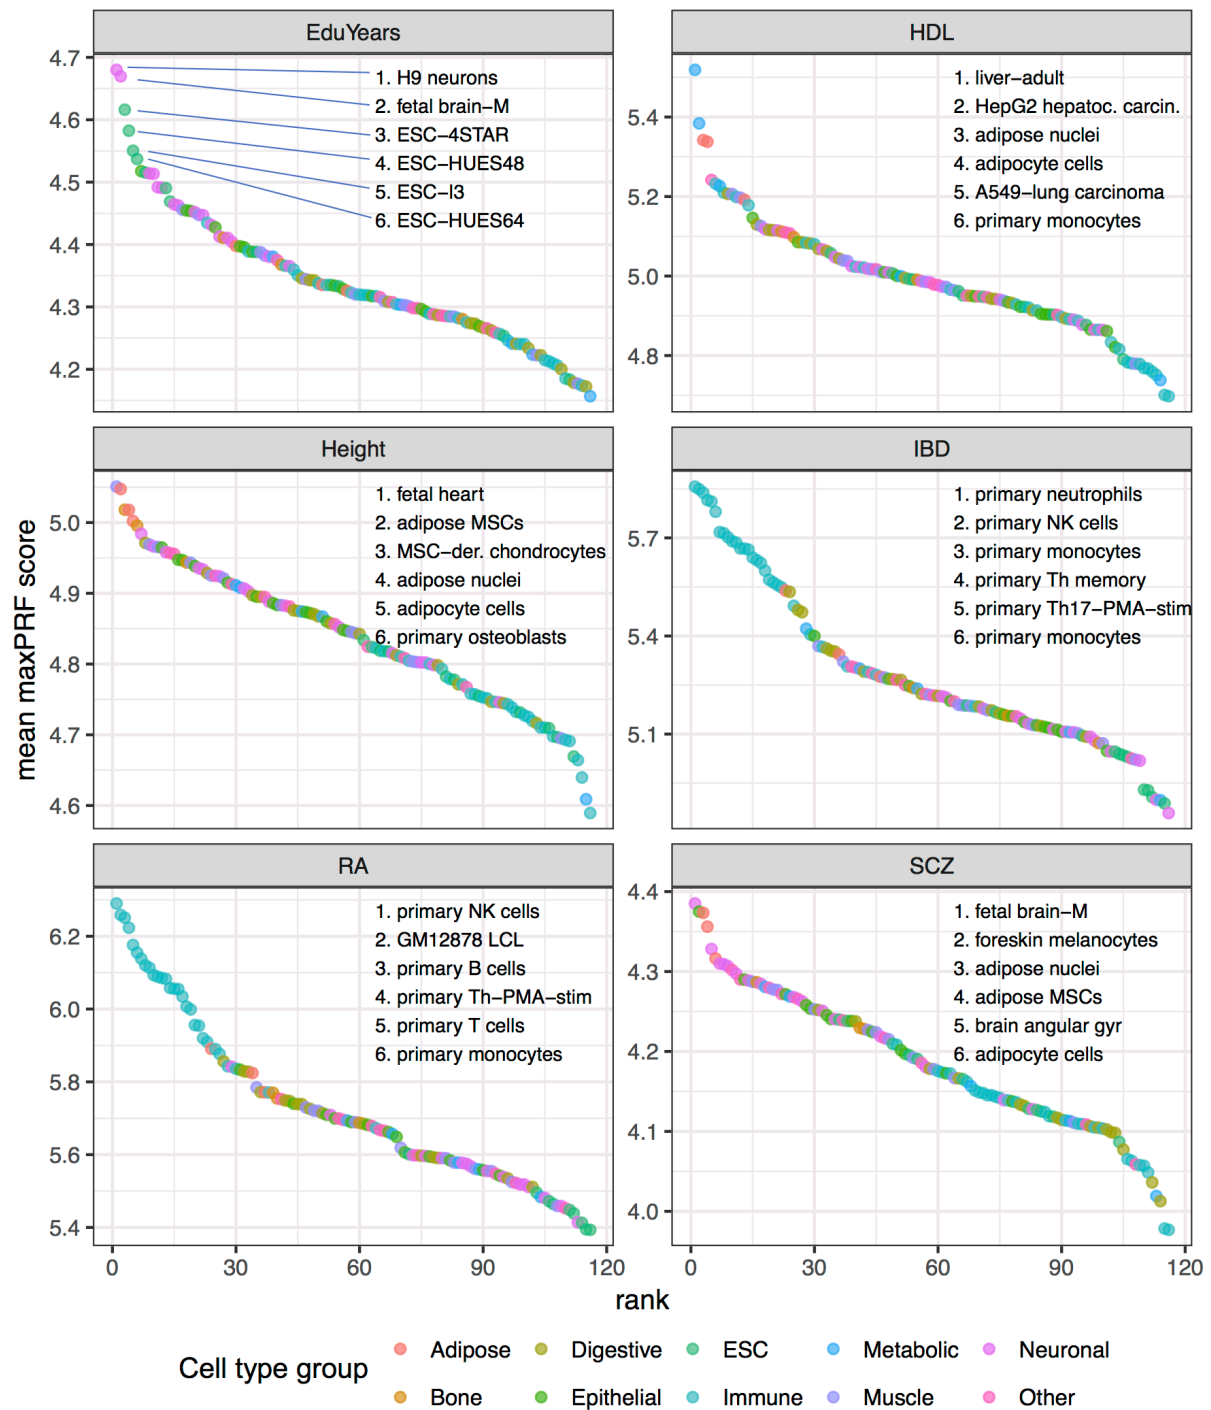 EduYears
HDL
4.7
4.6
4.5
4.4
4.3
4.2
1. H9 neurons
2. fetal brain−M
3. ESC−4STAR
4. ESC−HUES48
5. ESC−I3
6. ESC−HUES64
5.4
5.2
5.0
4.8
1. liver−adult
2. HepG2 hepatoc. carcin.
3. adipose nuclei
4. adipocyte cells
5. A549−lung carcinoma
6. primary monocytes
Height
IBD
mean maxPRF score
5.0
4.9
4.8
4.7
4.6
1. fetal heart
2. adipose MSCs
3. MSC−der. chondrocytes
4. adipose nuclei
5. adipocyte cells
6. primary osteoblasts
5.7
5.4
5.1
1. primary neutrophils
2. primary NK cells
3. primary monocytes
4. primary Th memory
5. primary Th17−PMA−stim
6. primary monocytes
RA
SCZ
6.2
6.0
5.8
5.6
5.4
1. primary NK cells
2. GM12878 LCL
3. primary B cells
4. primary Th−PMA−stim
5. primary T cells
6. primary monocytes
4.4
4.3
4.2
4.1
4.0
1. fetal brain−M
2. foreskin melanocytes
3. adipose nuclei
4. adipose MSCs
5. brain angular gyr
6. adipocyte cells
0 30 60 90 120
0 30 60 90 120
rank
Cell type group
Adipose Digestive ESC Metabolic Neuronal
Bone Epithelial Immune Muscle Other